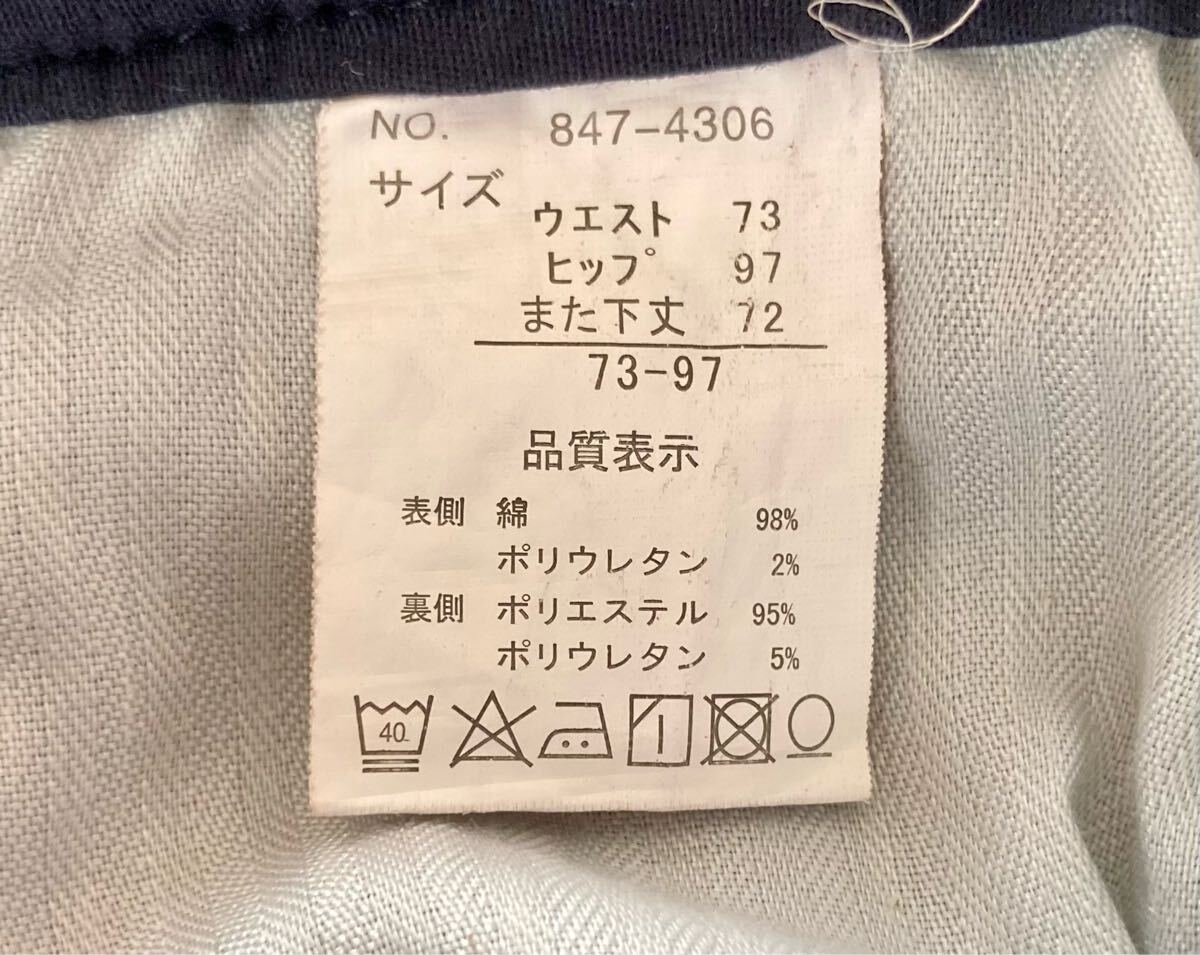 NO. 847-4306
サイズ
ウエスト 73
ヒップ 97
また下丈 72
73-97
品質表示
表側 綿 98%
ポリウレタン 2%
裏側 ポリエステル 95%
ポリウレタン 5%
40